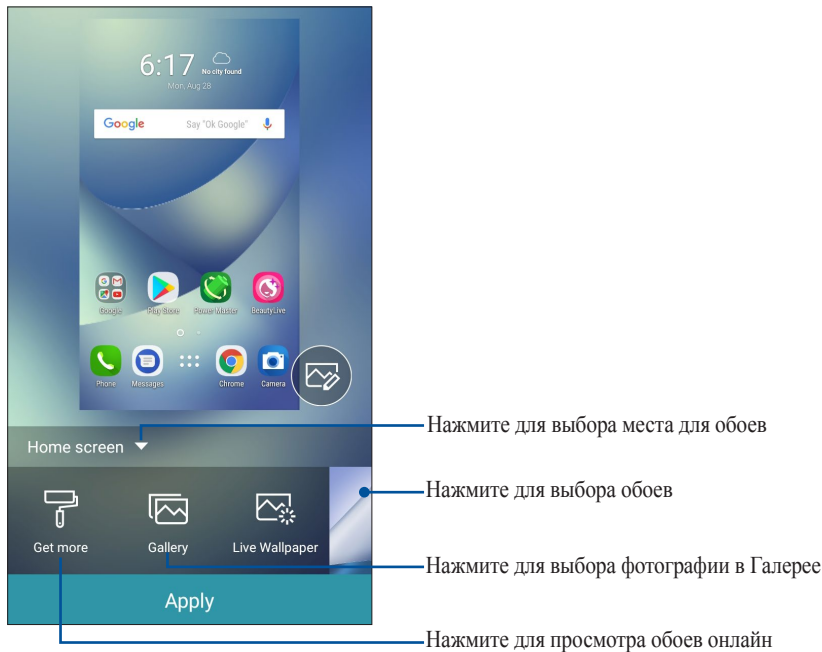 6:17 No city found
Mon, Aug 28
Google Say "Ok Google"
Google Play Store Power Master BeautyLive
Phone Messages Chrome Camera
Home screen
Нажмите для выбора места для обоев
Нажмите для выбора обоев
Get more Gallery Live Wallpaper
Нажмите для выбора фотографии в Галерее
Apply
Нажмите для просмотра обоев онлайн